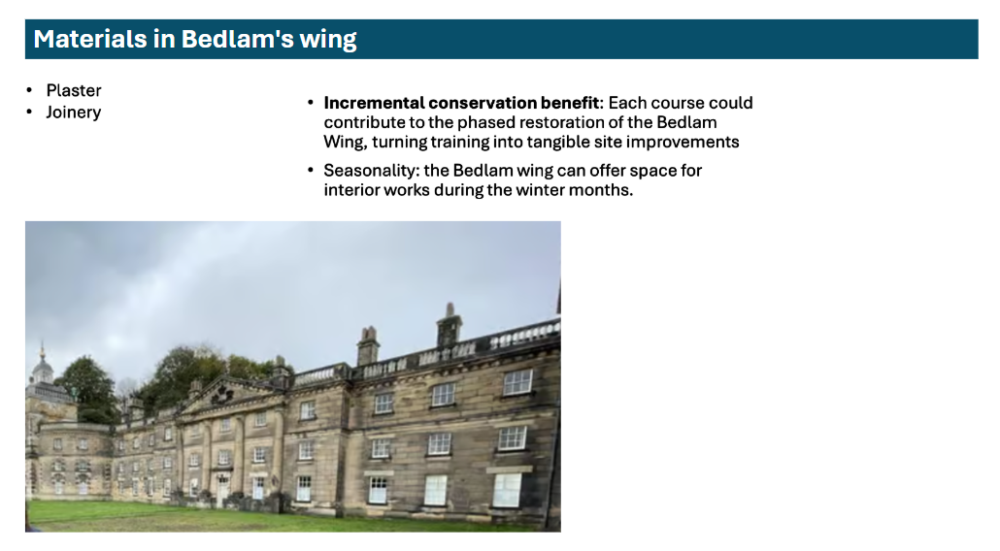 Materials in Bedlam's wing
• Plaster
• Joinery
• Incremental conservation benefit: Each course could
contribute to the phased restoration of the Bedlam
Wing, turning training into tangible site improvements
• Seasonality: the Bedlam wing can offer space for
interior works during the winter months.